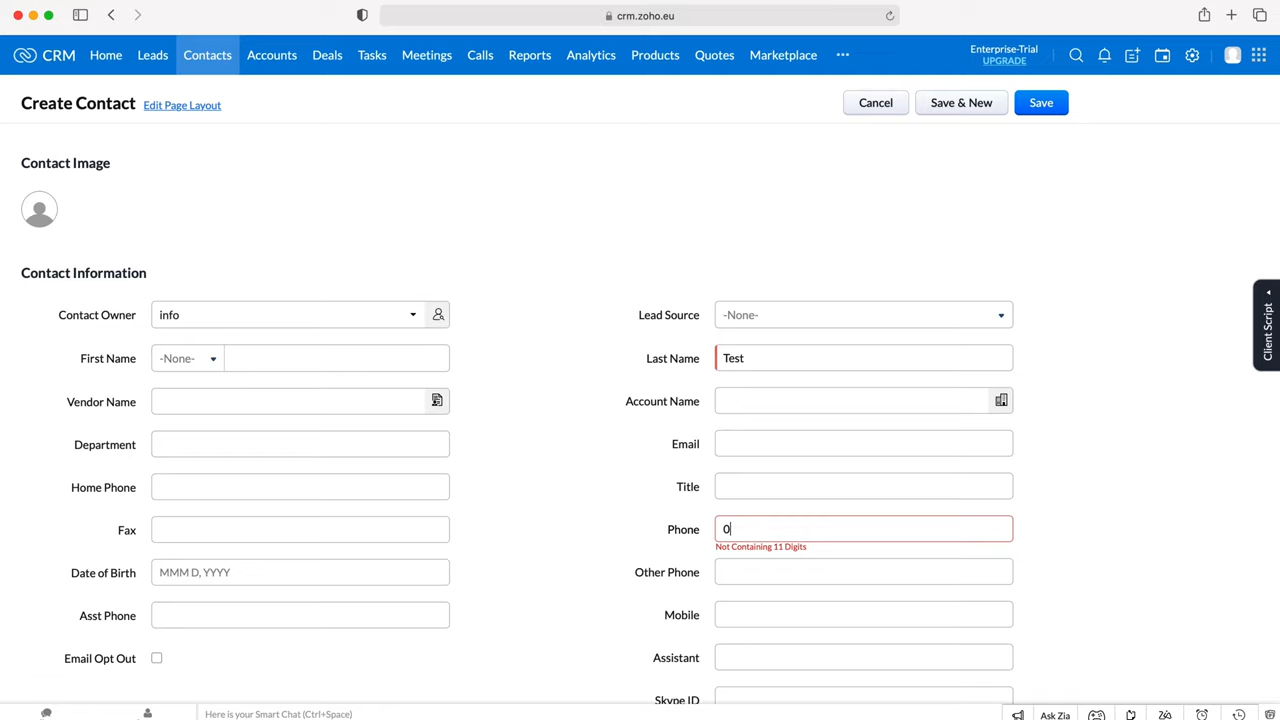 crm.zoho.eu
CRM Home Leads Contacts Accounts Deals Tasks Meetings Calls Reports Analytics Products Quotes Marketplace ••• Enterprise-Trial
UPGRADE
Create Contact Edit Page Layout Cancel Save & New Save
Contact Image
Contact Information
Contact Owner info Lead Source -None-
First Name -None- Last Name Test
Vendor Name Account Name
Department Email
Home Phone Title
Fax Phone 0
Not Containing 11 Digits
Date of Birth MMM D, YYYY Other Phone
Asst Phone Mobile
Email Opt Out Assistant
Skype ID
Client Script
Here is your Smart Chat (Ctrl+Space) Ask Zia